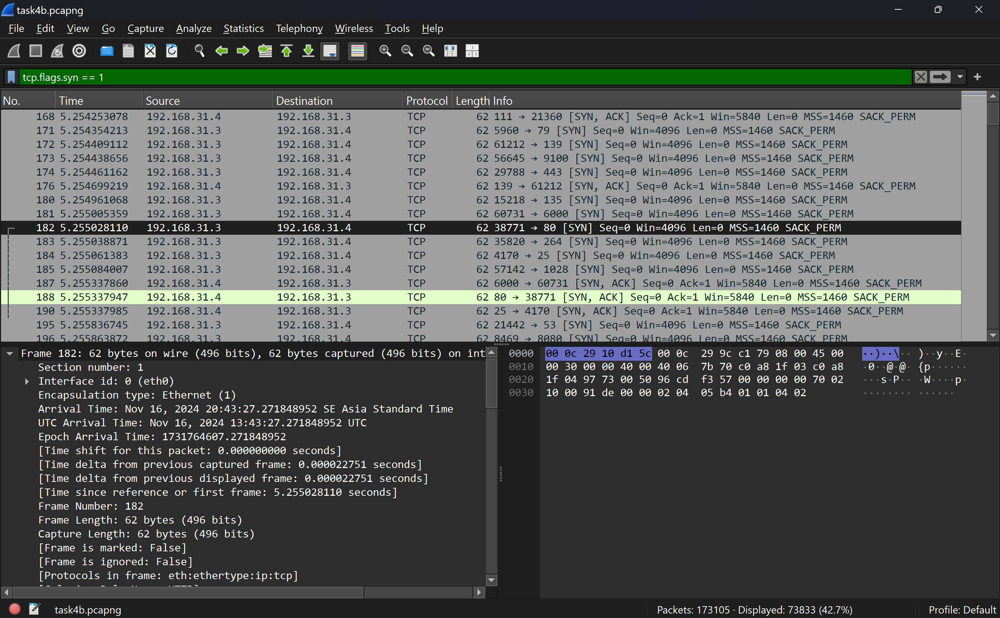 task4b.pcapng
File Edit View Go Capture Analyze Statistics Telephony Wireless Tools Help
tcp.flags.syn == 1
No. Time Source Destination Protocol Length Info
168 5.254253078 192.168.31.4 192.168.31.3 TCP 62 111 → 21360 [SYN, ACK] Seq=0 Ack=1 Win=5840 Len=0 MSS=1460 SACK_PERM
171 5.254354213 192.168.31.3 192.168.31.4 TCP 62 5960 → 79 [SYN] Seq=0 Win=4096 Len=0 MSS=1460 SACK_PERM
172 5.254409112 192.168.31.3 192.168.31.4 TCP 62 61212 → 139 [SYN] Seq=0 Win=4096 Len=0 MSS=1460 SACK_PERM
173 5.254438656 192.168.31.3 192.168.31.4 TCP 62 56645 → 9100 [SYN] Seq=0 Win=4096 Len=0 MSS=1460 SACK_PERM
174 5.254461162 192.168.31.3 192.168.31.4 TCP 62 29788 → 443 [SYN] Seq=0 Win=4096 Len=0 MSS=1460 SACK_PERM
176 5.254699219 192.168.31.4 192.168.31.3 TCP 62 139 → 61212 [SYN, ACK] Seq=0 Ack=1 Win=5840 Len=0 MSS=1460 SACK_PERM
180 5.254961068 192.168.31.3 192.168.31.4 TCP 62 15218 → 135 [SYN] Seq=0 Win=4096 Len=0 MSS=1460 SACK_PERM
181 5.255005359 192.168.31.3 192.168.31.4 TCP 62 60731 → 6000 [SYN] Seq=0 Win=4096 Len=0 MSS=1460 SACK_PERM
182 5.255028110 192.168.31.3 192.168.31.4 TCP 62 38771 → 80 [SYN] Seq=0 Win=4096 Len=0 MSS=1460 SACK_PERM
183 5.255038871 192.168.31.3 192.168.31.4 TCP 62 35820 → 264 [SYN] Seq=0 Win=4096 Len=0 MSS=1460 SACK_PERM
184 5.255061383 192.168.31.3 192.168.31.4 TCP 62 4170 → 25 [SYN] Seq=0 Win=4096 Len=0 MSS=1460 SACK_PERM
185 5.255084007 192.168.31.3 192.168.31.4 TCP 62 57142 → 1028 [SYN] Seq=0 Win=4096 Len=0 MSS=1460 SACK_PERM
187 5.255337860 192.168.31.4 192.168.31.3 TCP 62 6000 → 60731 [SYN, ACK] Seq=0 Ack=1 Win=5840 Len=0 MSS=1460 SACK_PERM
188 5.255337947 192.168.31.4 192.168.31.3 TCP 62 80 → 38771 [SYN, ACK] Seq=0 Ack=1 Win=5840 Len=0 MSS=1460 SACK_PERM
190 5.255337985 192.168.31.4 192.168.31.3 TCP 62 25 → 4170 [SYN, ACK] Seq=0 Ack=1 Win=5840 Len=0 MSS=1460 SACK_PERM
195 5.255836745 192.168.31.3 192.168.31.4 TCP 62 21442 → 53 [SYN] Seq=0 Win=4096 Len=0 MSS=1460 SACK_PERM
196 5.255863872 192.168.31.3 192.168.31.4 TCP 62 8469 → 8080 [SYN] Seq=0 Win=4096 Len=0 MSS=1460 SACK_PERM
Frame 182: 62 bytes on wire (496 bits), 62 bytes captured (496 bits) on int
Section number: 1
Interface id: 0 (eth0)
Encapsulation type: Ethernet (1)
Arrival Time: Nov 16, 2024 20:43:27.271848952 SE Asia Standard Time
UTC Arrival Time: Nov 16, 2024 13:43:27.271848952 UTC
Epoch Arrival Time: 1731764607.271848952
[Time shift for this packet: 0.000000000 seconds]
[Time delta from previous captured frame: 0.000022751 seconds]
[Time delta from previous displayed frame: 0.000022751 seconds]
[Time since reference or first frame: 5.255028110 seconds]
Frame Number: 182
Frame Length: 62 bytes (496 bits)
Capture Length: 62 bytes (496 bits)
[Frame is marked: False]
[Frame is ignored: False]
[Protocols in frame: eth:ethertype:ip:tcp]
0000 00 0c 29 10 d1 5c 00 0c 29 9c c1 79 08 00 45 00 ··)··\·· )··y··E·
0010 00 30 00 00 40 00 40 06 7b 70 c0 a8 1f 03 c0 a8 ·0··@·@· {p······
0020 1f 04 97 73 00 50 96 cd f3 57 00 00 00 00 70 02 ···s·P·· ·W····p·
0030 10 00 91 de 00 00 02 04 05 b4 01 01 04 02 ········ ······
task4b.pcapng
Packets: 173105 · Displayed: 73833 (42.7%)
Profile: Default